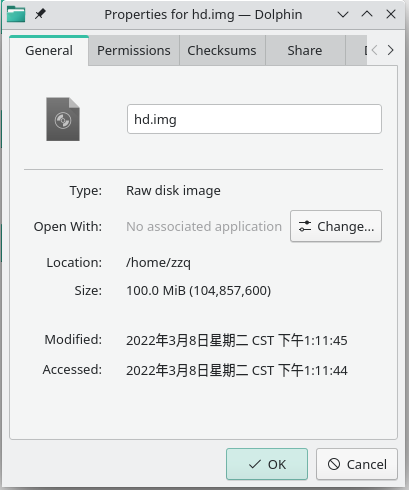 Properties for hd.img — Dolphin
General Permissions Checksums Share
hd.img
Type: Raw disk image
Open With: No associated application Change...
Location: /home/zzq
Size: 100.0 MiB (104,857,600)
Modified: 2022年3月8日星期二 CST 下午1:11:45
Accessed: 2022年3月8日星期二 CST 下午1:11:44
OK Cancel